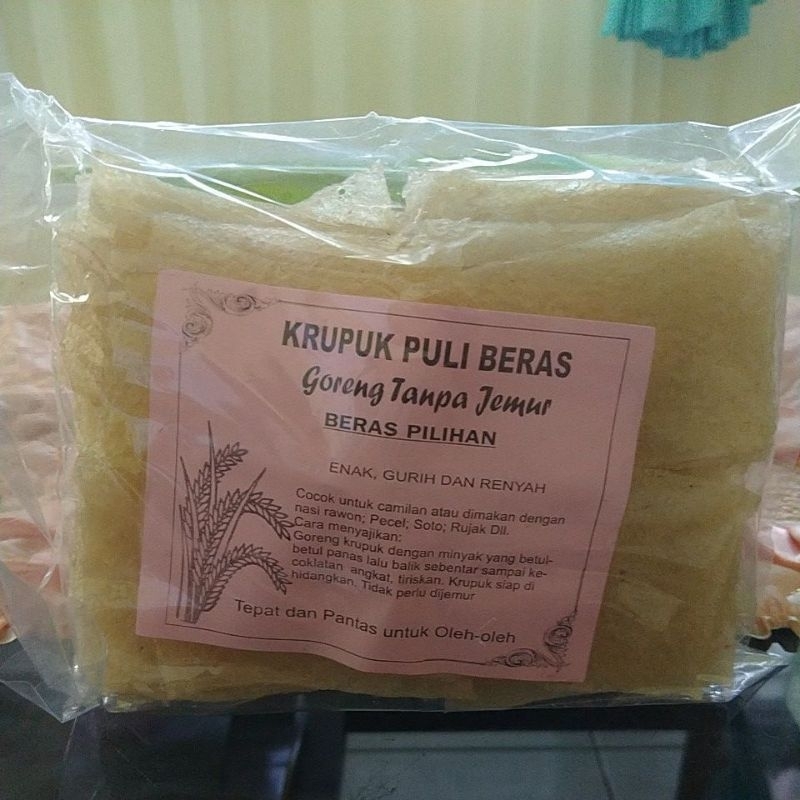 KRUPUK PULI BERAS
Goreng Tanpa Jemur
BERAS PILIHAN
ENAK, GURIH DAN RENYAH
Cocok untuk camilan atau dimakan dengan
nasi rawon; Pecel; Soto; Rujak Dll.
Cara menyajikan:
Goreng krupuk dengan minyak yang betul-
betul panas lalu balik sebentar sampai ke-
coklatan angkat, tiriskan. Krupuk siap di
hidangkan. Tidak perlu dijemur
Tepat dan Pantas untuk Oleh-oleh